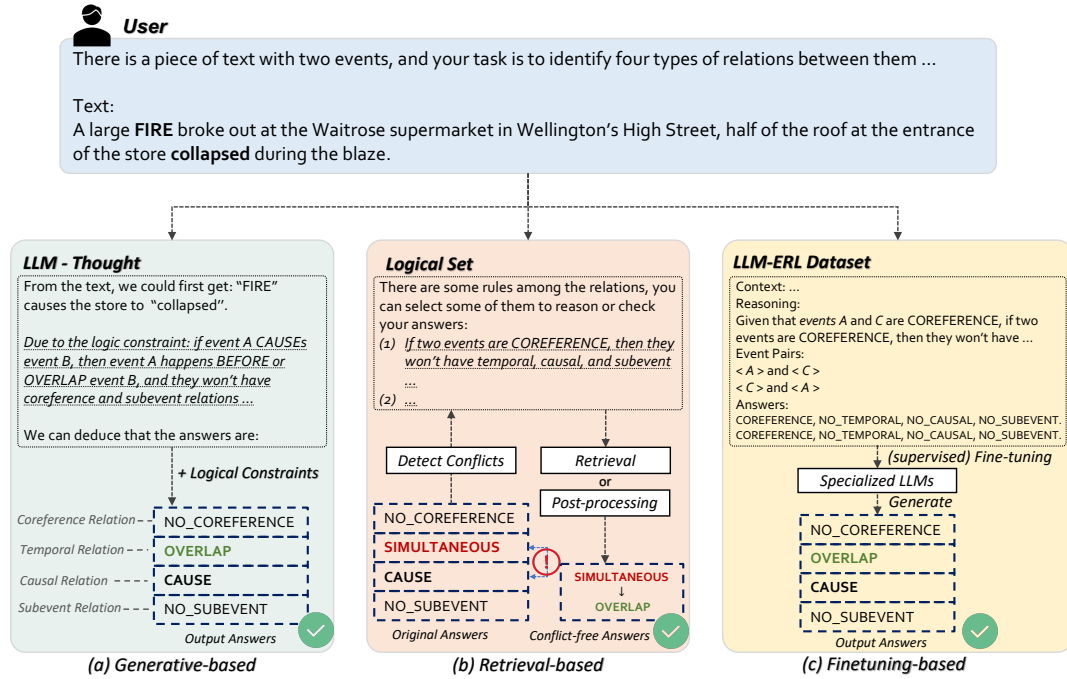 User
There is a piece of text with two events, and your task is to identify four types of relations between them ...
Text:
A large FIRE broke out at the Waitrose supermarket in Wellington's High Street, half of the roof at the entrance
of the store collapsed during the blaze.
LLM - Thought
From the text, we could first get: "FIRE"
causes the store to "collapsed".
Due to the logic constraint: if event A CAUSEs
event B, then event A happens BEFORE or
OVERLAP event B, and they won't have
coreference and subevent relations ...
We can deduce that the answers are:
+ Logical Constraints
Coreference Relation
NO_COREFERENCE
Temporal Relation
OVERLAP
Causal Relation
CAUSE
Subevent Relation
NO_SUBEVENT
Output Answers
(a) Generative-based
Logical Set
There are some rules among the relations, you
can select some of them to reason or check
your answers:
(1) If two events are COREFERENCE, then they
won't have temporal, causal, and subevent
...
(2) ...
Detect Conflicts
Retrieval
or
Post-processing
NO_COREFERENCE
SIMULTANEOUS
CAUSE
NO_SUBEVENT
!
SIMULTANEOUS
↓
OVERLAP
Original Answers
Conflict-free Answers
(b) Retrieval-based
LLM-ERL Dataset
Context: ...
Reasoning:
Given that events A and C are COREFERENCE, if two
events are COREFERENCE, then they won't have ...
Event Pairs:
< A > and < C >
< C > and < A >
Answers:
COREFERENCE, NO_TEMPORAL, NO_CAUSAL, NO_SUBEVENT.
COREFERENCE, NO_TEMPORAL, NO_CAUSAL, NO_SUBEVENT.
(supervised) Fine-tuning
Specialized LLMs
Generate
NO_COREFERENCE
OVERLAP
CAUSE
NO_SUBEVENT
Output Answers
(c) Finetuning-based